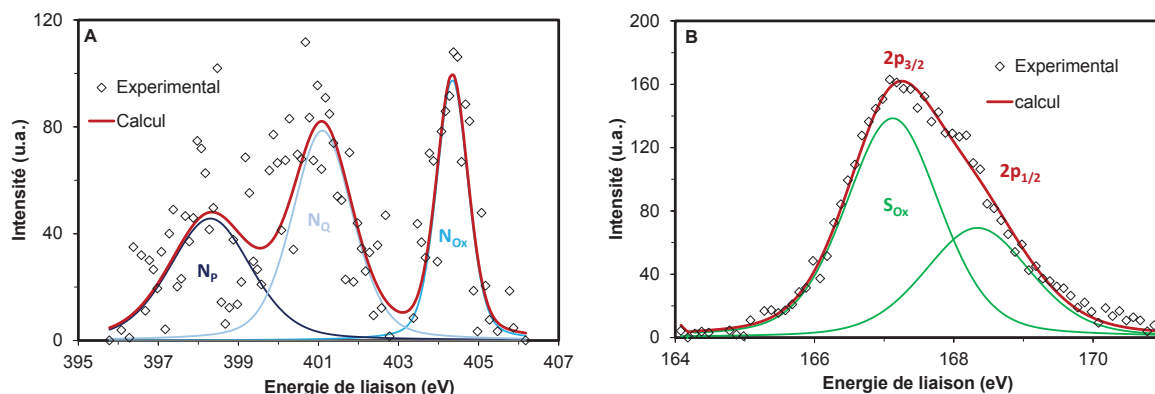 A
Experimental
Calcul
N_P
N_Q
N_Ox
Intensité (u.a.)
120
80
40
0
395
397
399
401
403
405
407
Energie de liaison (eV)
B
2p_3/2
Experimental
calcul
2p_1/2
S_Ox
Intensité (u.a.)
200
160
120
80
40
0
164
166
168
170
Energie de liaison (eV)